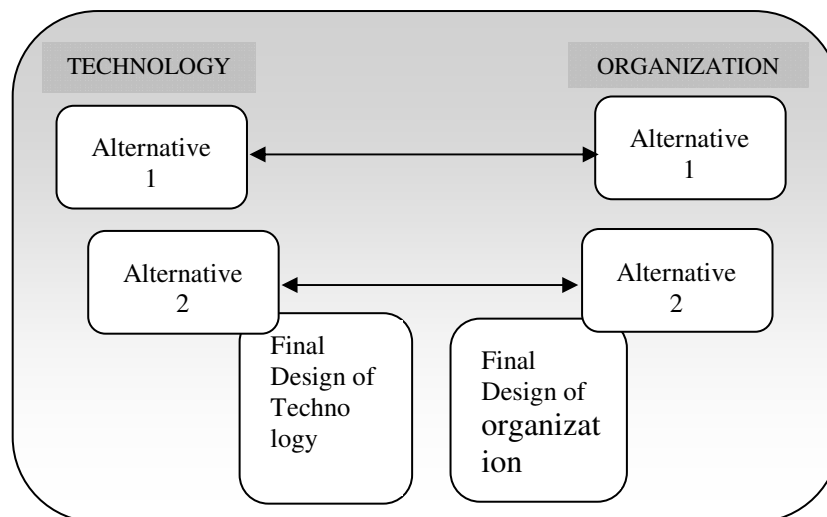 TECHNOLOGY
ORGANIZATION
Alternative
1
Alternative
1
Alternative
2
Alternative
2
Final
Design of
Techno
logy
Final
Design of
organizat
ion